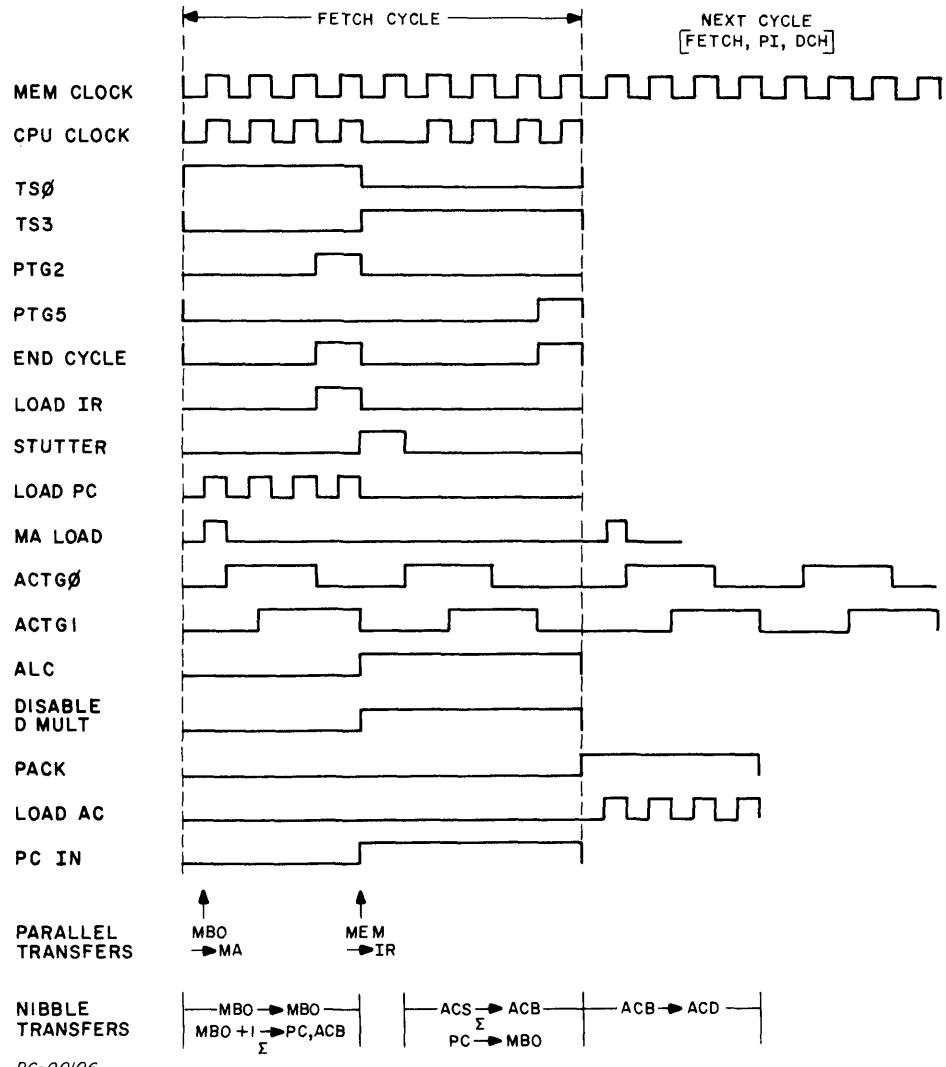 FETCH CYCLE
NEXT CYCLE
[FETCH, PI, DCH]
MEM CLOCK
CPU CLOCK
TSØ
TS3
PTG2
PTG5
END CYCLE
LOAD IR
STUTTER
LOAD PC
MA LOAD
ACTGØ
ACTG1
ALC
DISABLE
D MULT
PACK
LOAD AC
PC IN
PARALLEL
TRANSFERS
MBO
→MA
MEM
→IR
NIBBLE
TRANSFERS
MBO → MBO
MBO +1 → PC, ACB
Σ
ACS → ACB
Σ
PC → MBO
ACB → ACD